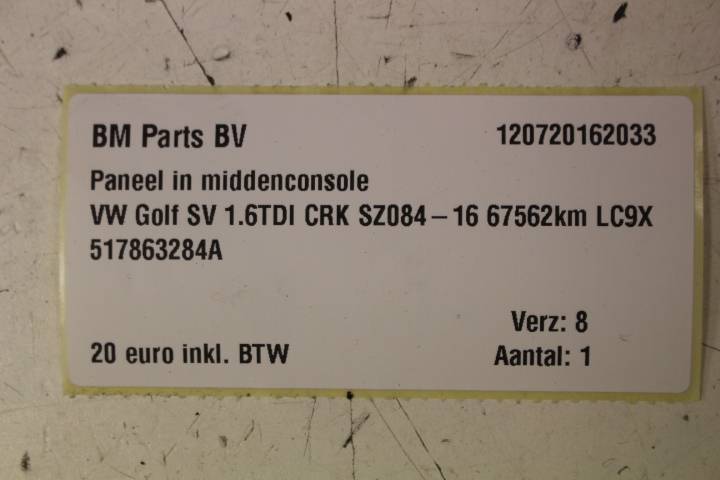 BM Parts BV 120720162033
Paneel in middenconsole
VW Golf SV 1.6TDI CRK SZ084-16 67562km LC9X
517863284A
Verz: 8
20 euro inkl. BTW Aantal: 1